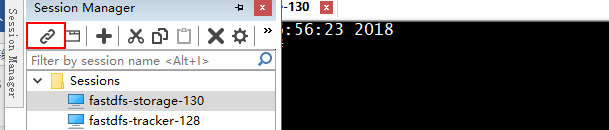 Session Manager
-130
:56:23 2018
Session Manager
Filter by session name <Alt+I>
Sessions
fastdfs-storage-130
fastdfs-tracker-128